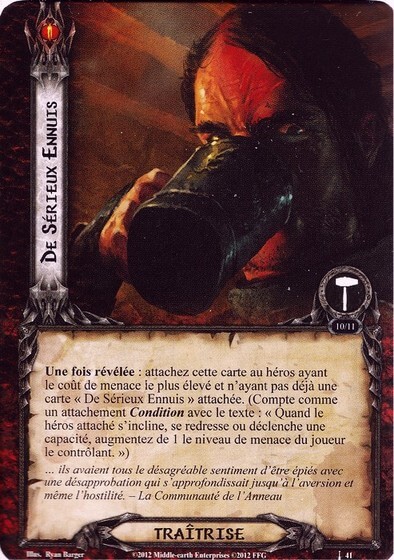 De Sérieux Ennuis
10/11
Une fois révélée : attachez cette carte au héros ayant
le coût de menace le plus élevé et n'ayant pas déjà une
carte « De Sérieux Ennuis » attachée. (Compte comme
un attachement Condition avec le texte : « Quand le
héros attaché s'incline, se redresse ou déclenche une
capacité, augmentez de 1 le niveau de menace du joueur
le contrôlant. »)
... ils avaient tous le désagréable sentiment d'être épiés avec
une désapprobation qui s'approfondissait jusqu'à l'aversion et
même l'hostilité. – La Communauté de l'Anneau
TRAÎTRISE
Illus. Ryan Barger
©2012 Middle-earth Enterprises ©2012 FFG
41